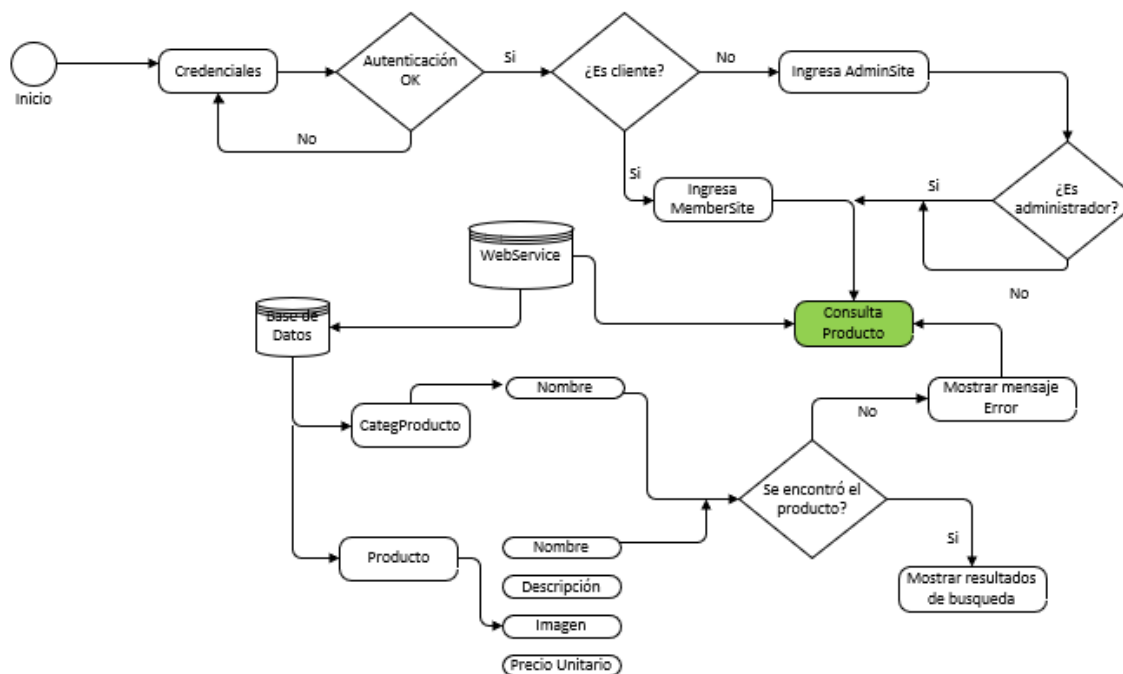 Inicio
Credenciales
Autenticación
OK
Si
No
¿Es cliente?
No
Si
Ingresa AdminSite
Ingresa
MemberSite
Si
¿Es
administrador?
No
WebService
Base de
Datos
Consulta
Producto
CategProducto
Nombre
Mostrar mensaje
Error
No
Se encontró el
producto?
Si
Producto
Nombre
Descripción
Imagen
Precio Unitario
Mostrar resultados
de busqueda